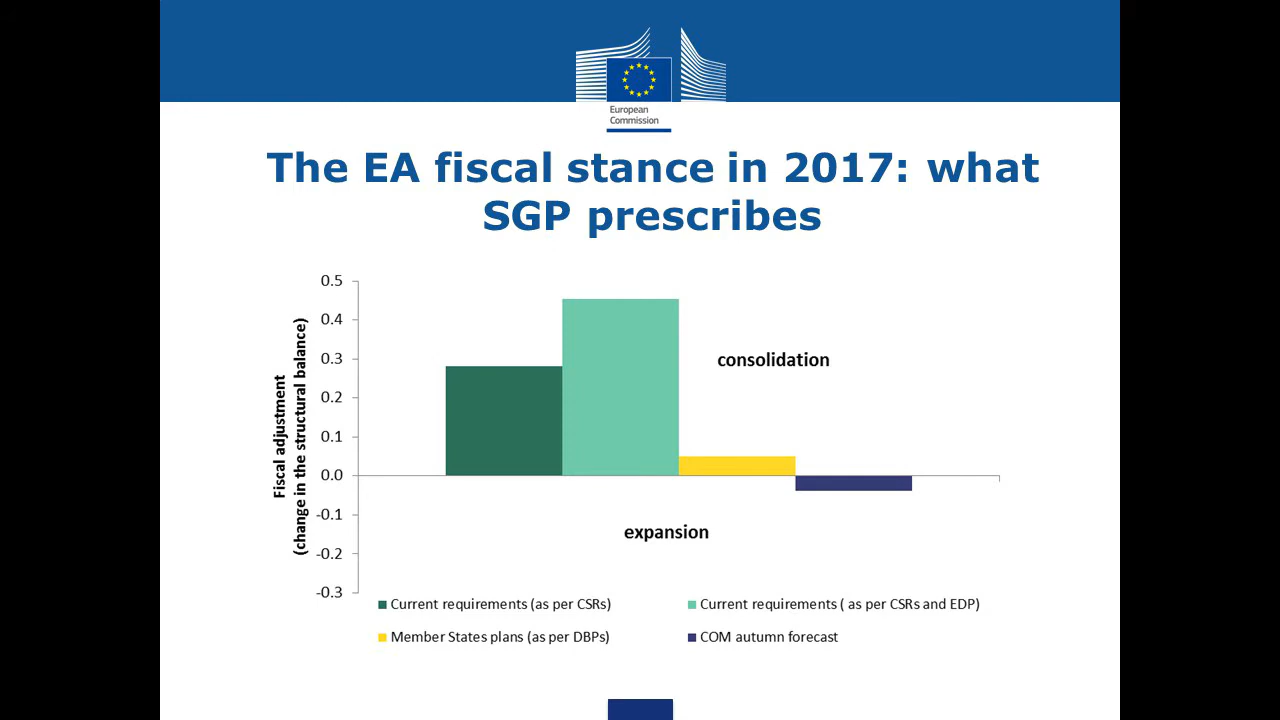 European
Commission
The EA fiscal stance in 2017: what
SGP prescribes
0.5
0.4
0.3
0.2
0.1
0.0
-0.1
-0.2
-0.3
Fiscal adjustment
(change in the structural balance)
consolidation
expansion
Current requirements (as per CSRs)
Current requirements ( as per CSRs and EDP)
Member States plans (as per DBPs)
COM autumn forecast